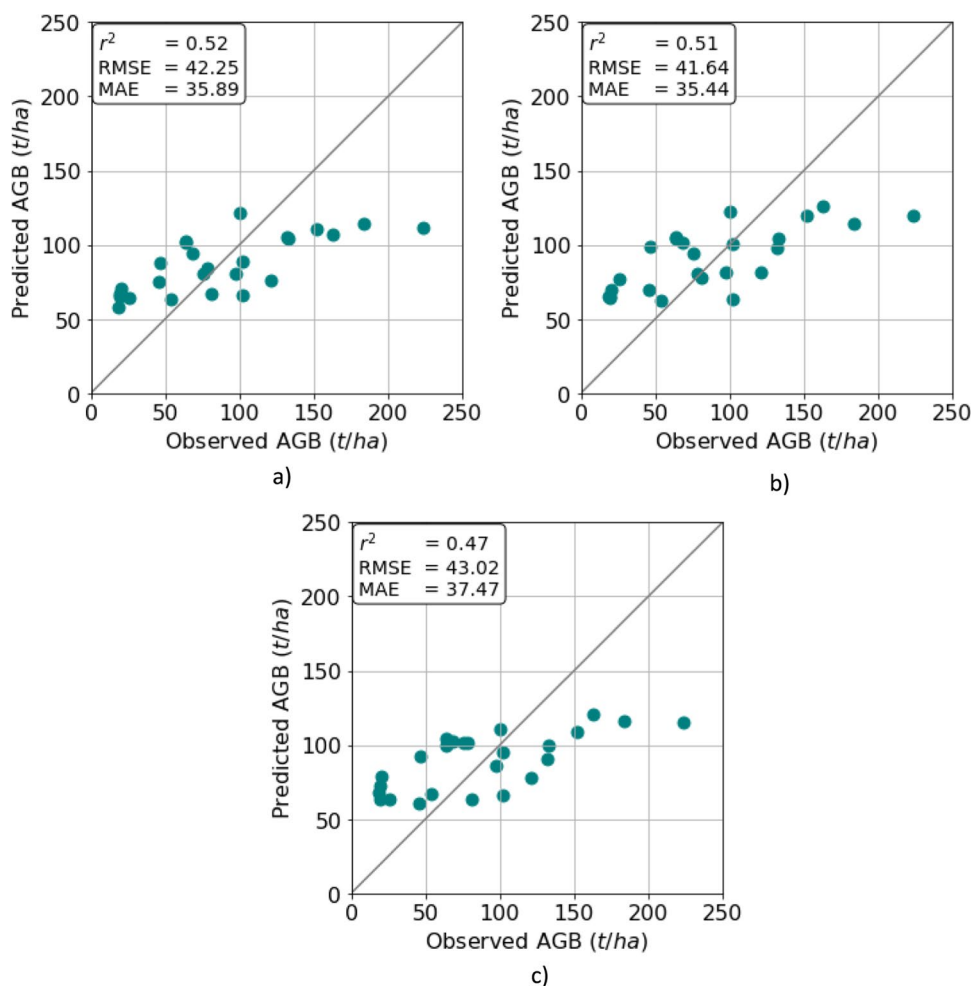 250
200
150
100
50
0
r² = 0.52
RMSE = 42.25
MAE = 35.89
Predicted AGB (t/ha)
0 50 100 150 200 250
Observed AGB (t/ha)
a)
250
200
150
100
50
0
r² = 0.51
RMSE = 41.64
MAE = 35.44
Predicted AGB (t/ha)
0 50 100 150 200 250
Observed AGB (t/ha)
b)
250
200
150
100
50
0
r² = 0.47
RMSE = 43.02
MAE = 37.47
Predicted AGB (t/ha)
0 50 100 150 200 250
Observed AGB (t/ha)
c)